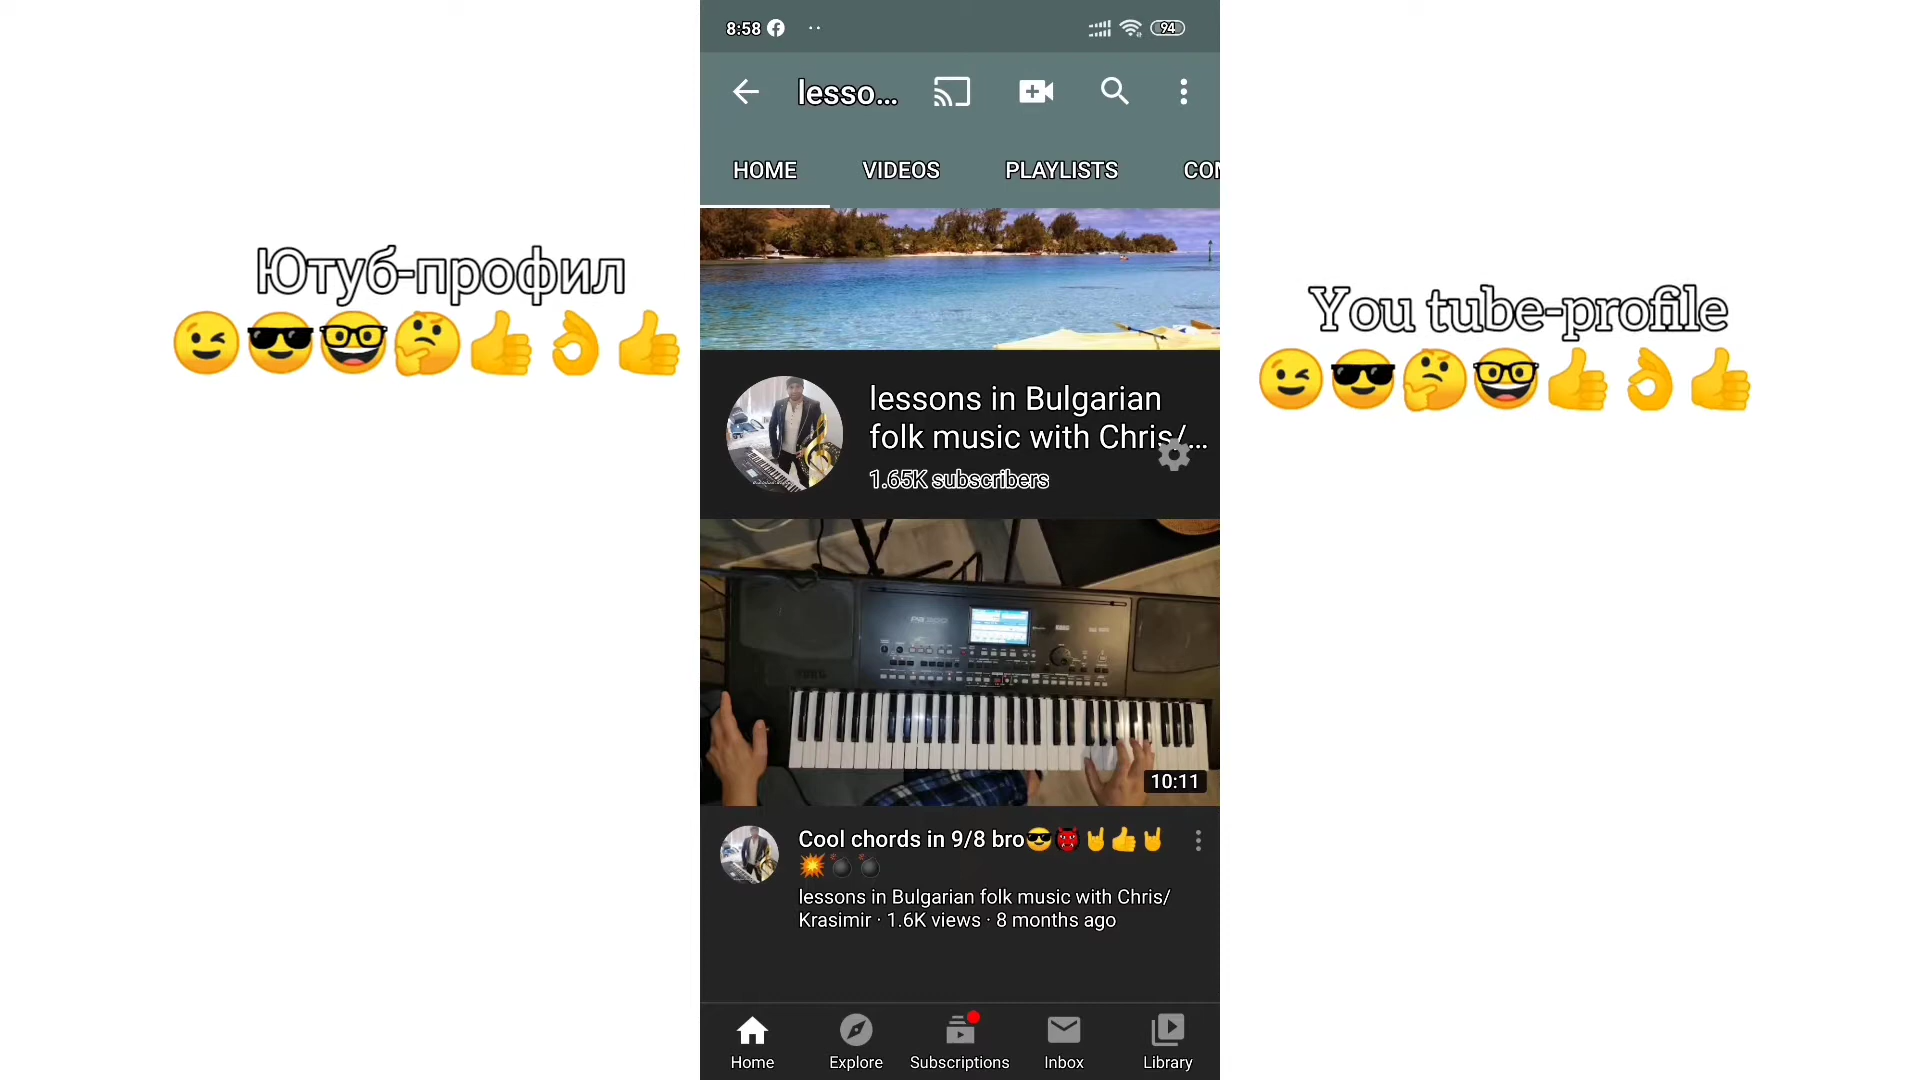 8:58
94
lesso...
HOME
VIDEOS
PLAYLISTS
CO
Ютуб-профил
😉😎🤓🤔👍👌👍
You tube-profile
😉😎🤔🤓👍👌👍
lessons in Bulgarian
folk music with Chris/...
1.65K subscribers
KORG
10:11
Cool chords in 9/8 bro😎👹🤘👍🤘
💥💣💣
lessons in Bulgarian folk music with Chris/
Krasimir · 1.6K views · 8 months ago
Home
Explore
Subscriptions
Inbox
Library